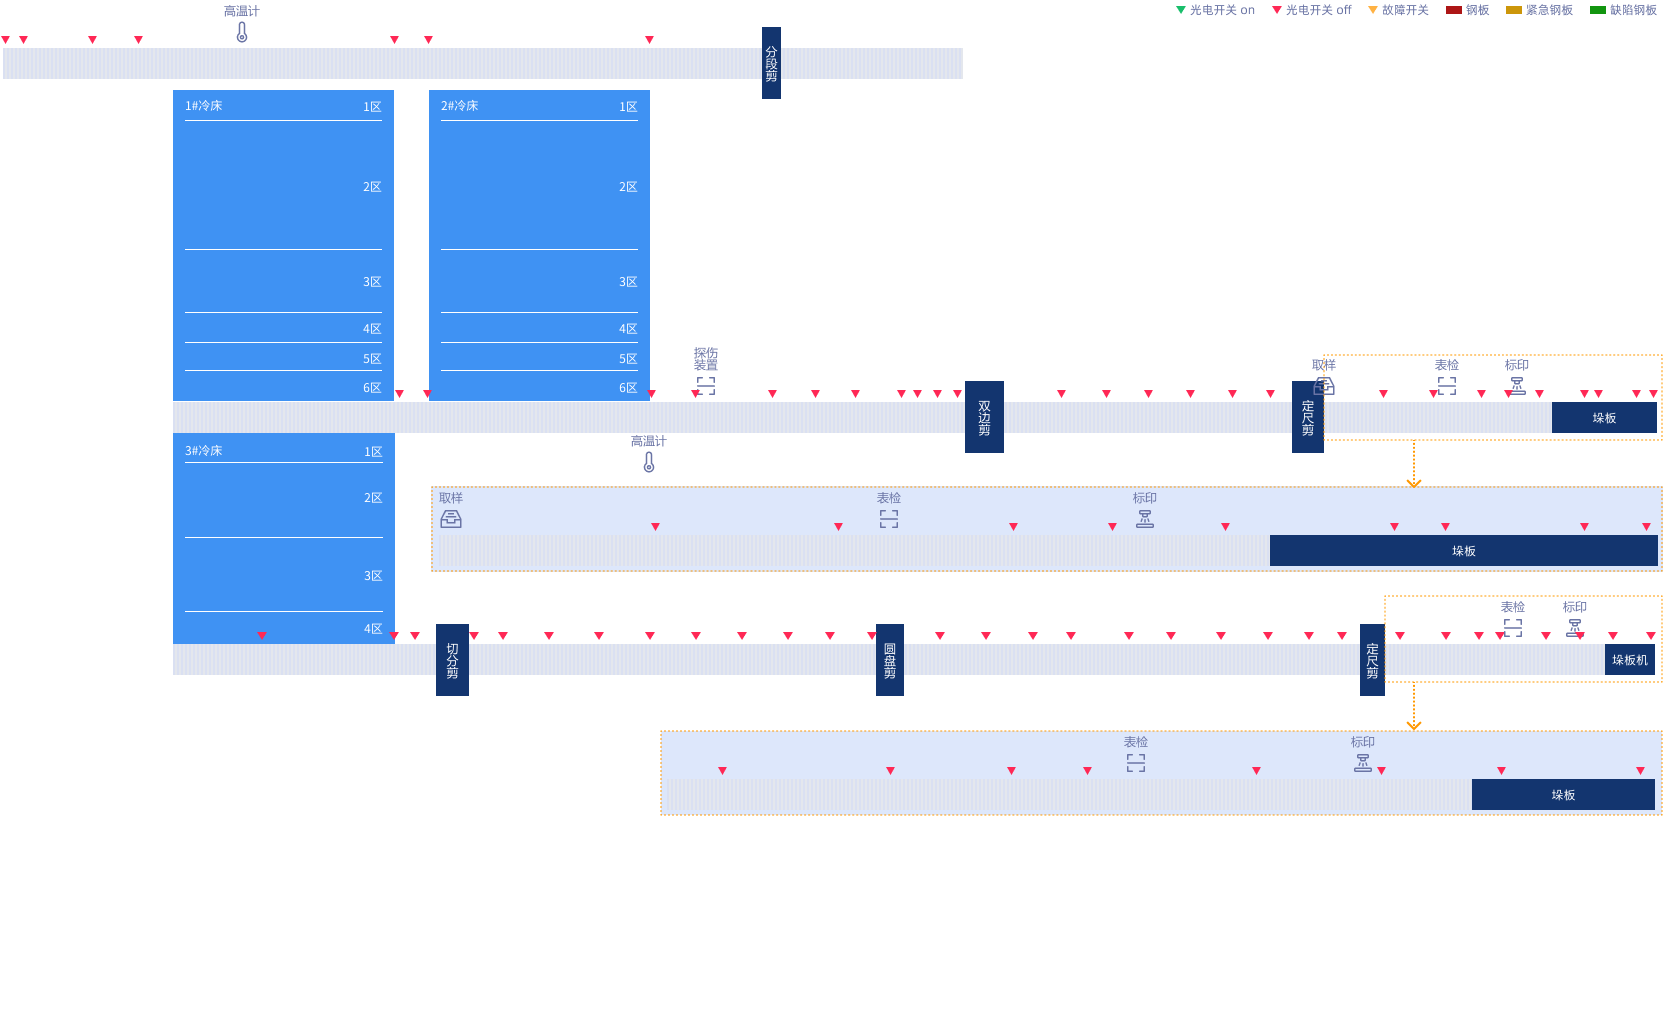 高温计
光电开关 on
光电开关 off
故障开关
钢板
紧急钢板
缺陷钢板
分段剪
1#冷床
1区
2区
3区
4区
5区
6区
2#冷床
1区
2区
3区
4区
5区
6区
探伤
装置
双边剪
定尺剪
取样
表检
标印
垛板
3#冷床
1区
2区
3区
4区
高温计
取样
表检
标印
垛板
切分剪
圆盘剪
定尺剪
表检
标印
垛板机
表检
标印
垛板